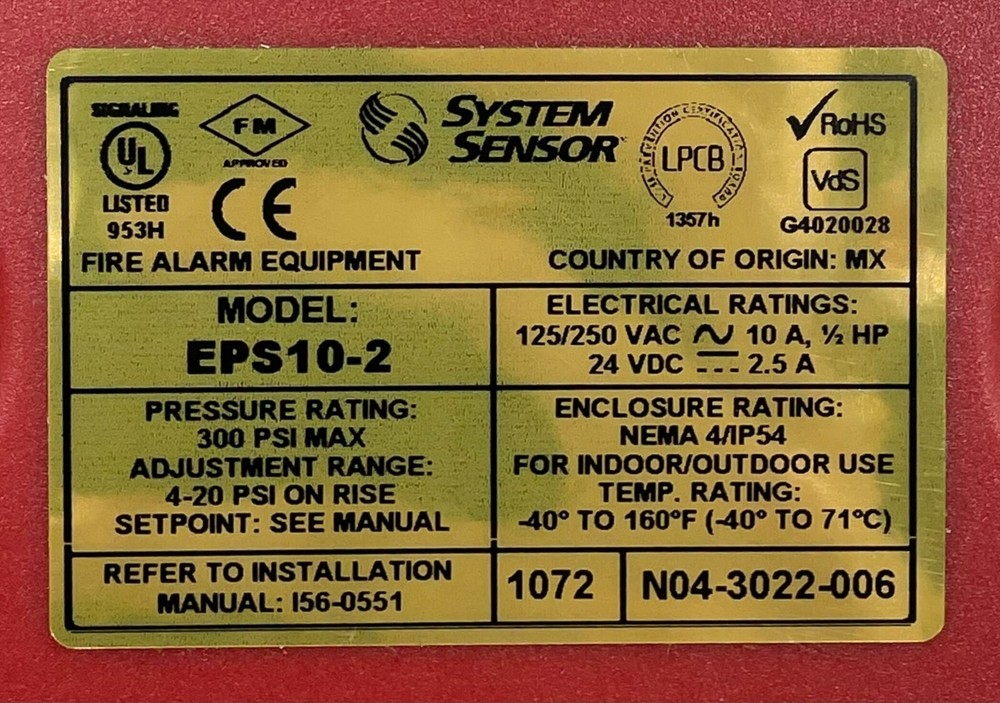 SIGNALING
UL
LISTED
953H
FM
APPROVED
CE
SYSTEM
SENSOR
LOSS PREVENTION CERTIFICATION BOARD
LPCB
1357h
RoHS
VdS
G4020028
FIRE ALARM EQUIPMENT
COUNTRY OF ORIGIN: MX
MODEL:
EPS10-2
ELECTRICAL RATINGS:
125/250 VAC 10 A, ½ HP
24 VDC 2.5 A
PRESSURE RATING:
300 PSI MAX
ADJUSTMENT RANGE:
4-20 PSI ON RISE
SETPOINT: SEE MANUAL
ENCLOSURE RATING:
NEMA 4/IP54
FOR INDOOR/OUTDOOR USE
TEMP. RATING:
-40° TO 160°F (-40° TO 71°C)
REFER TO INSTALLATION
MANUAL: I56-0551
1072
N04-3022-006